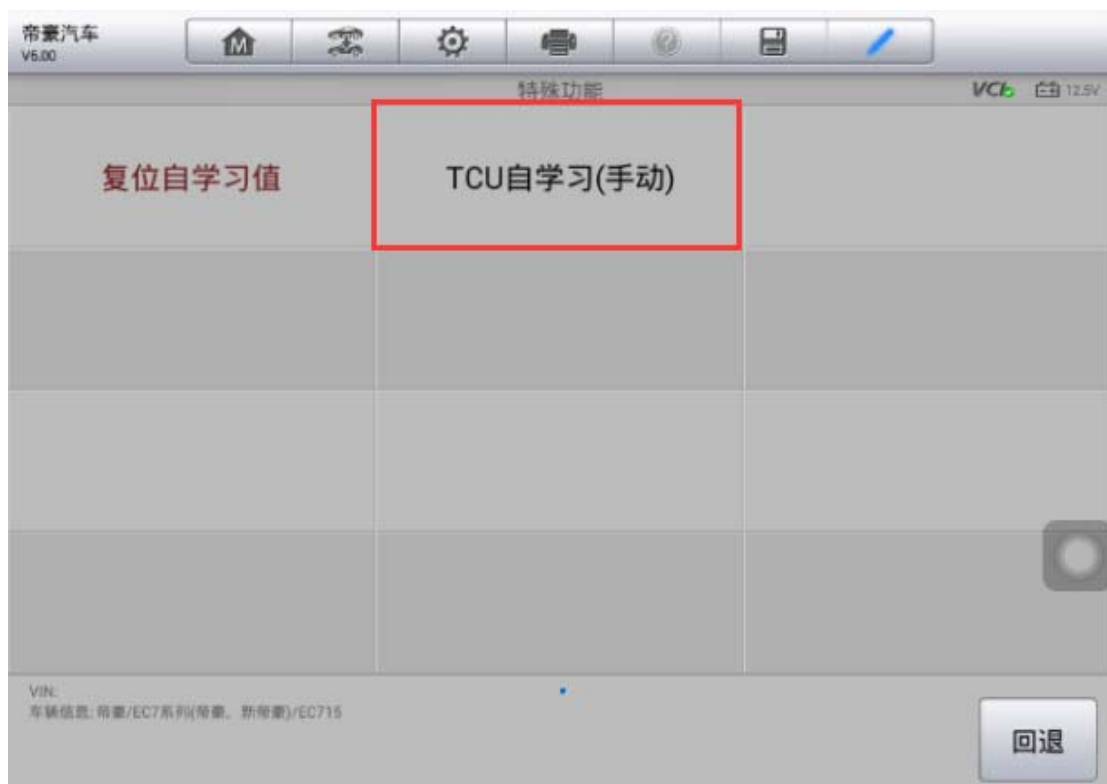 帝豪汽车
V6.00
M
特殊功能
VCI
12.5V
复位自学习值
TCU自学习(手动)
VIN:
车辆信息: 帝豪/EC7系列(帝豪、新帝豪)/EC715
回退